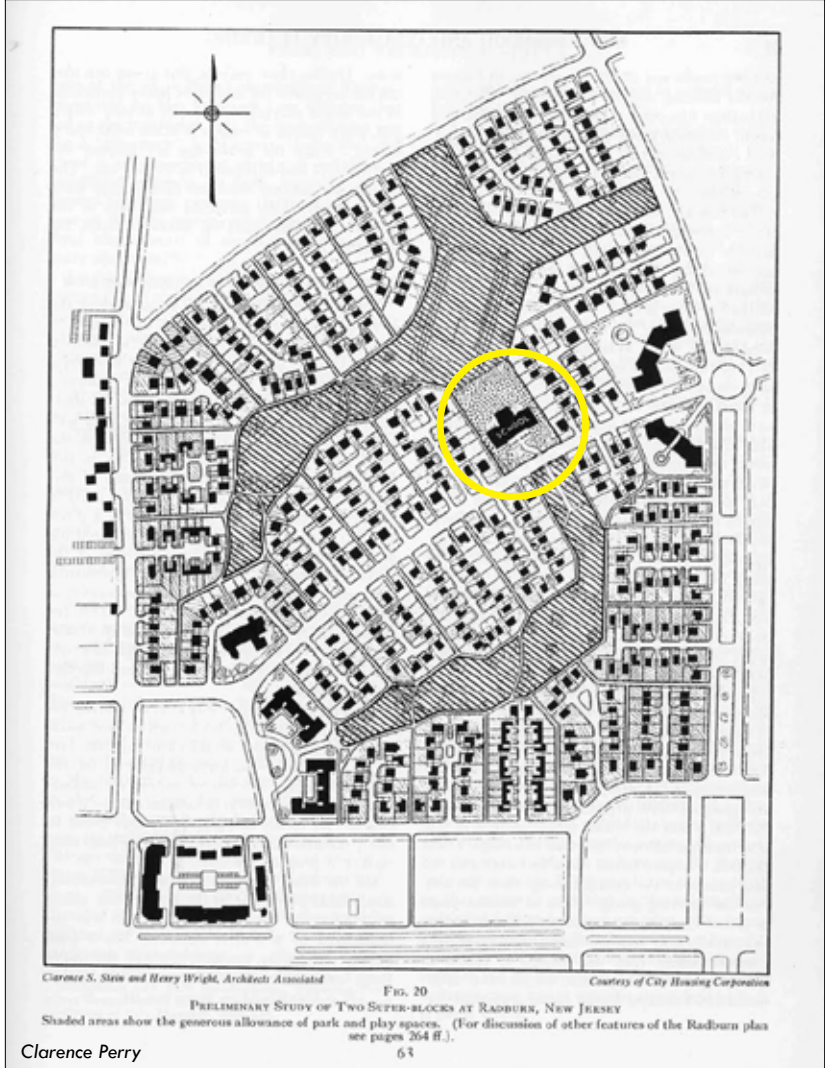 SCHOOL
Clarence S. Stein and Henry Wright, Architects Associated
Courtesy of City Housing Corporation
FIG. 20
PRELIMINARY STUDY OF TWO SUPER-BLOCKS AT RADBURN, NEW JERSEY
Shaded areas show the generous allowance of park and play spaces. (For discussion of other features of the Radburn plan
see pages 264 ff.).
63
Clarence Perry